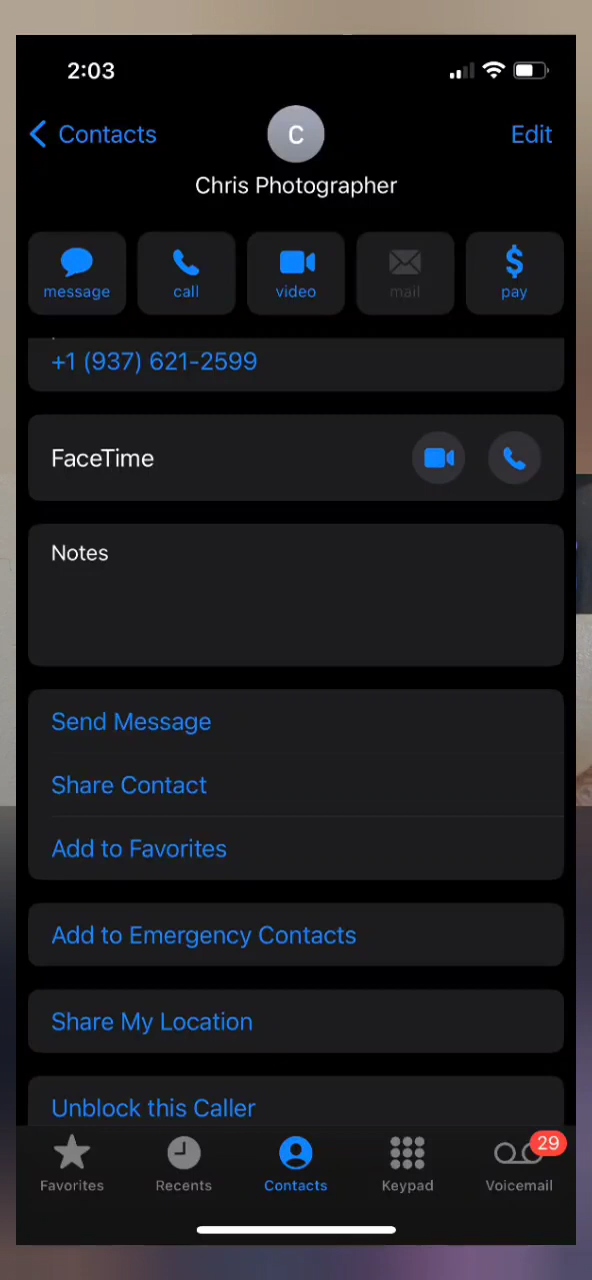 2:03
Contacts
C
Edit
Chris Photographer
message
call
video
mail
pay
+1 (937) 621-2599
FaceTime
Notes
Send Message
Share Contact
Add to Favorites
Add to Emergency Contacts
Share My Location
Unblock this Caller
29
Favorites
Recents
Contacts
Keypad
Voicemail